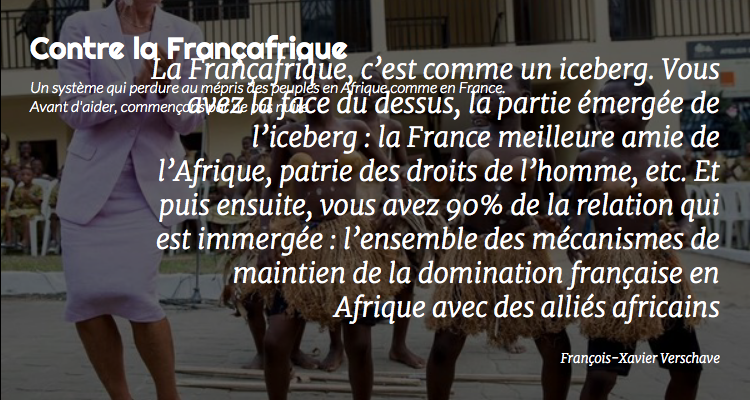 Contre la Françafrique
Un système qui perdure au mépris des peuples en Afrique comme en France.
Avant d'aider, commençons par ne pas nuire.
La Françafrique, c’est comme un iceberg. Vous
avez la face du dessus, la partie émergée de
l’iceberg : la France meilleure amie de
l’Afrique, patrie des droits de l’homme, etc. Et
puis ensuite, vous avez 90% de la relation qui
est immergée : l’ensemble des mécanismes de
maintien de la domination française en
Afrique avec des alliés africains
François-Xavier Verschave